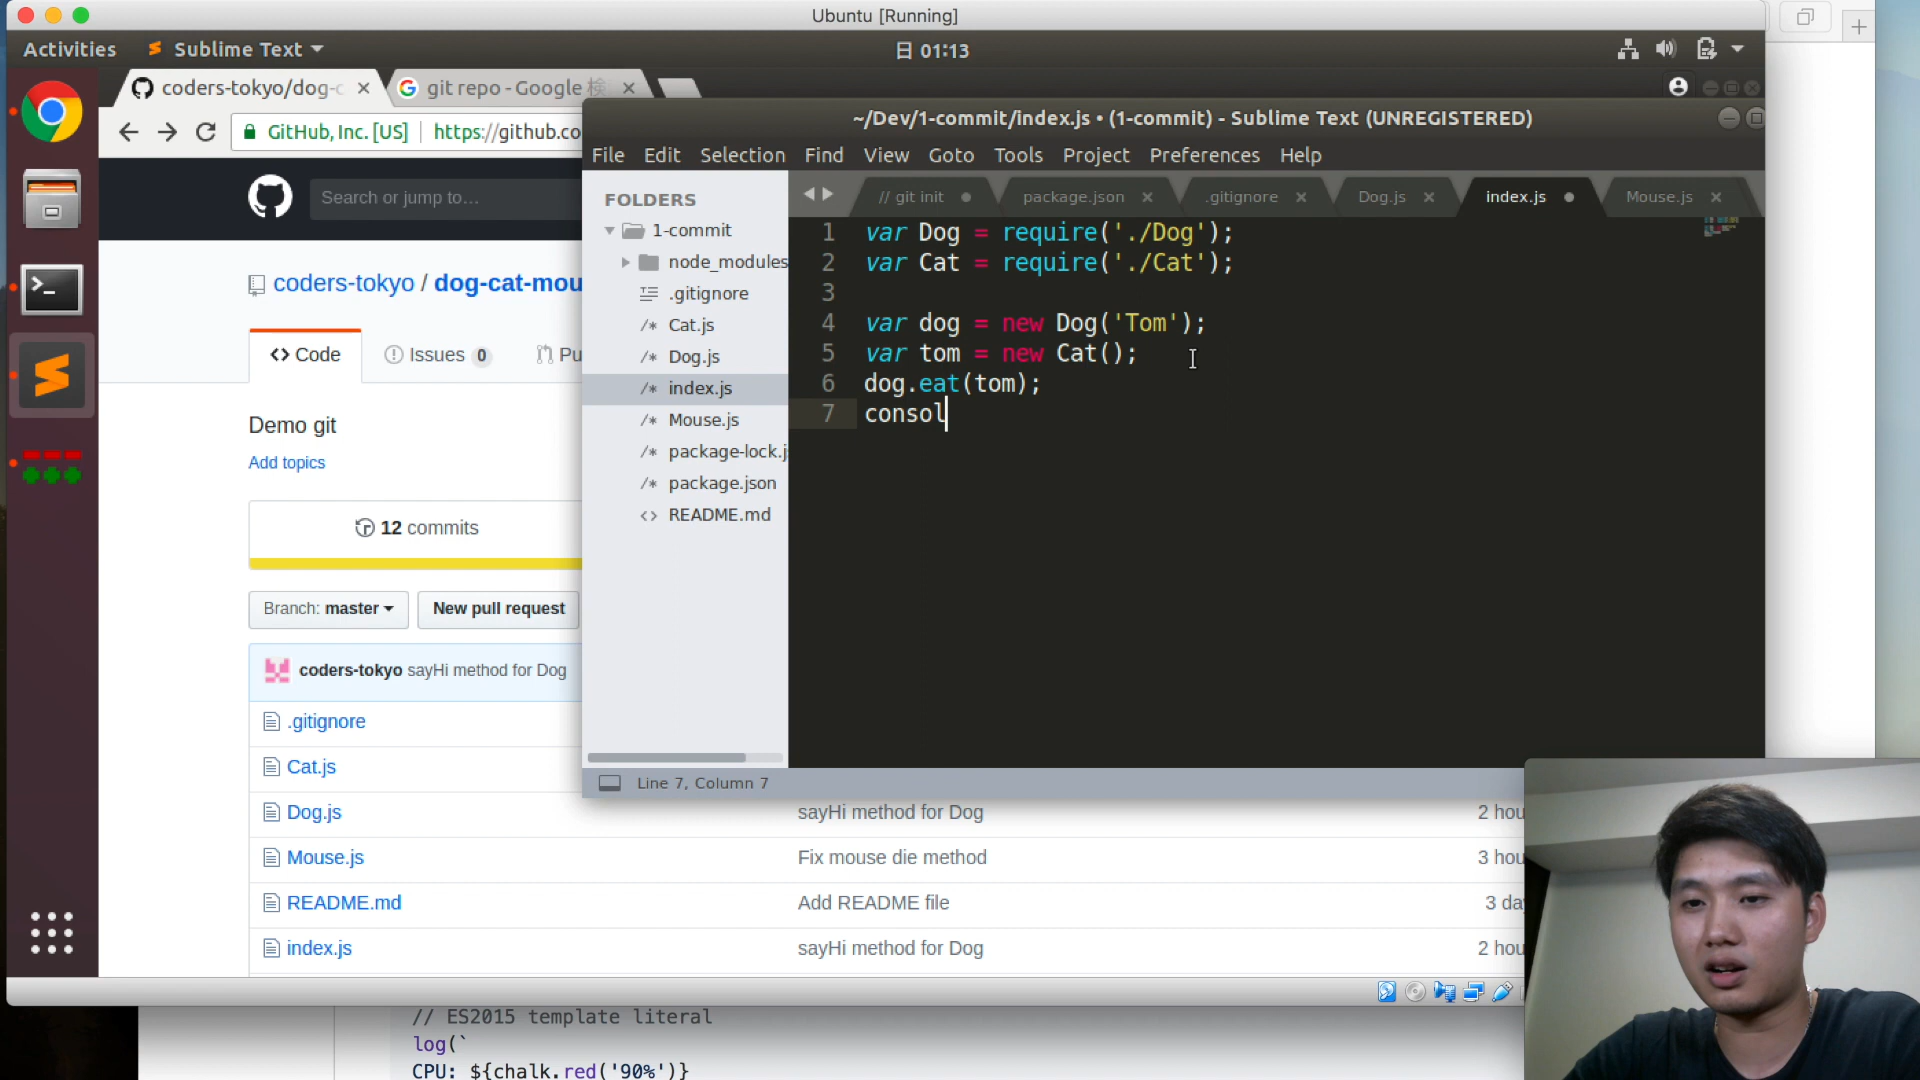 Ubuntu [Running]
Activities
Sublime Text
日 01:13
coders-tokyo/dog-c
git repo - Google 検
GitHub, Inc. [US]
https://github.co
~/Dev/1-commit/index.js • (1-commit) - Sublime Text (UNREGISTERED)
File Edit Selection Find View Goto Tools Project Preferences Help
Search or jump to…
FOLDERS
1-commit
node_modules
.gitignore
Cat.js
Dog.js
index.js
Mouse.js
package-lock.js
package.json
README.md
// git init
package.json
.gitignore
Dog.js
index.js
Mouse.js
1 var Dog = require('./Dog');
2 var Cat = require('./Cat');
3
4 var dog = new Dog('Tom');
5 var tom = new Cat();
6 dog.eat(tom);
7 consol
Line 7, Column 7
coders-tokyo / dog-cat-mou
Code
Issues 0
Pu
Demo git
Add topics
12 commits
Branch: master
New pull request
coders-tokyo sayHi method for Dog
.gitignore
Cat.js
Dog.js sayHi method for Dog 2 hou
Mouse.js Fix mouse die method 3 hou
README.md Add README file 3 day
index.js sayHi method for Dog 2 hou
// ES2015 template literal
log(`
CPU: ${chalk.red('90%')}